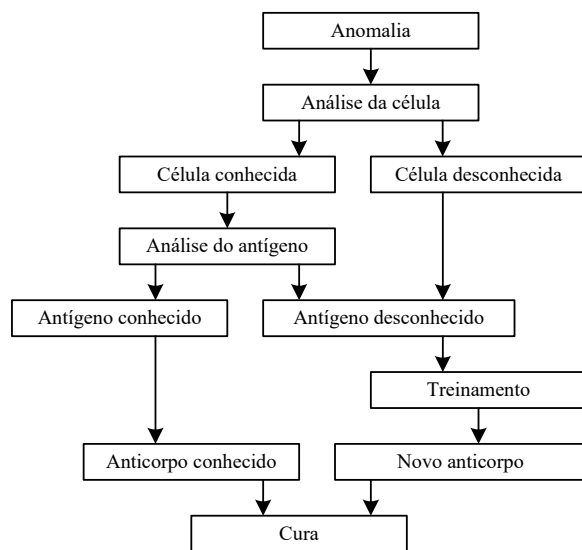 Anomalia
Análise da célula
Célula conhecida
Célula desconhecida
Análise do antígeno
Antígeno conhecido
Antígeno desconhecido
Treinamento
Anticorpo conhecido
Novo anticorpo
Cura